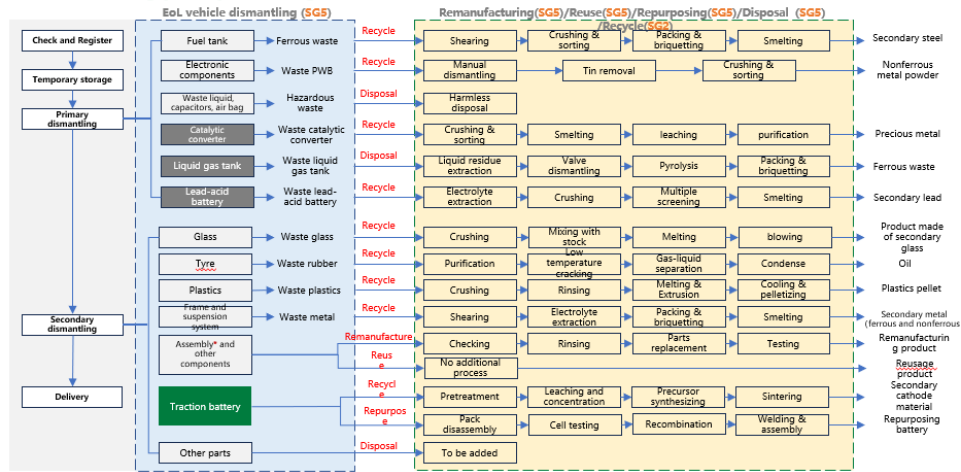 EoL vehicle dismantling (SG5)
Remanufacturing(SG5)/Reuse(SG5)/Repurposing(SG5)/Disposal (SG5)
/Recycle(SG2)
Check and Register
Temporary storage
Primary
dismantling
Secondary
dismantling
Delivery
Fuel tank
Ferrous waste
Recycle
Shearing
Crushing &
sorting
Packing &
briquetting
Smelting
Secondary steel
Electronic
components
Waste PWB
Recycle
Manual
dismantling
Tin removal
Crushing &
sorting
Nonferrous
metal powder
Waste liquid,
capacitors, air bag
Hazardous
waste
Disposal
Harmless
disposal
Catalytic
converter
Waste catalytic
converter
Recycle
Crushing &
sorting
Smelting
leaching
purification
Precious metal
Liquid gas tank
Waste liquid
gas tank
Disposal
Liquid residue
extraction
Valve
dismantling
Pyrolysis
Packing &
briquetting
Ferrous waste
Lead-acid
battery
Waste lead-
acid battery
Recycle
Electrolyte
extraction
Crushing
Multiple
screening
Smelting
Secondary lead
Glass
Waste glass
Recycle
Crushing
Mixing with
stock
Melting
blowing
Product made
of secondary
glass
Tyre
Waste rubber
Recycle
Purification
Low
temperature
cracking
Gas-liquid
separation
Condense
Oil
Plastics
Waste plastics
Recycle
Crushing
Rinsing
Melting &
Extrusion
Cooling &
pelletizing
Plastics pellet
Frame and
suspension
system
Waste metal
Recycle
Shearing
Electrolyte
extraction
Packing &
briquetting
Smelting
Secondary metal
(ferrous and nonferrous
Assembly* and
other
components
Remanufacture
Checking
Rinsing
Parts
replacement
Testing
Remanufacturin
g product
Reus
e
No additional
process
Reusage
product
Traction battery
Recycl
e
Pretreatment
Leaching and
concentration
Precursor
synthesizing
Sintering
Secondary
cathode
material
Repurpos
e
Pack
disassembly
Cell testing
Recombination
Welding &
assembly
Repurposing
battery
Other parts
Disposal
To be added